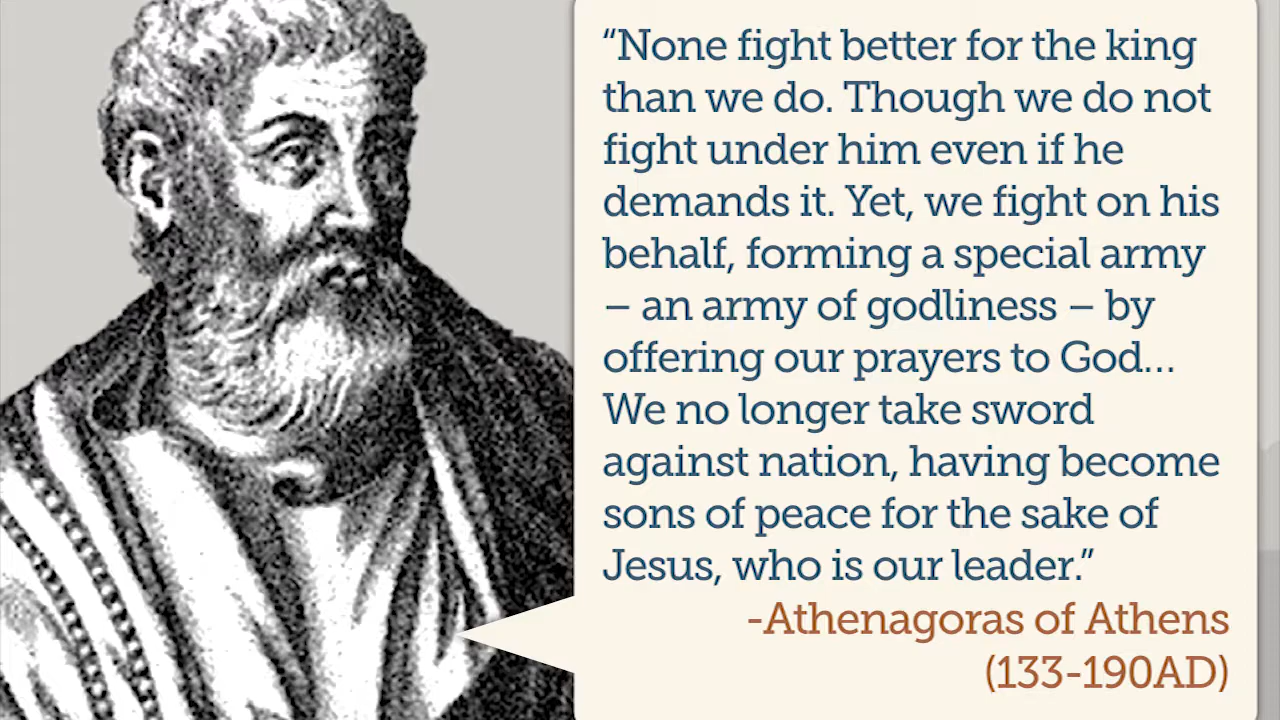 “None fight better for the king
than we do. Though we do not
fight under him even if he
demands it. Yet, we fight on his
behalf, forming a special army
– an army of godliness – by
offering our prayers to God...
We no longer take sword
against nation, having become
sons of peace for the sake of
Jesus, who is our leader.”
-Athenagoras of Athens
(133-190AD)